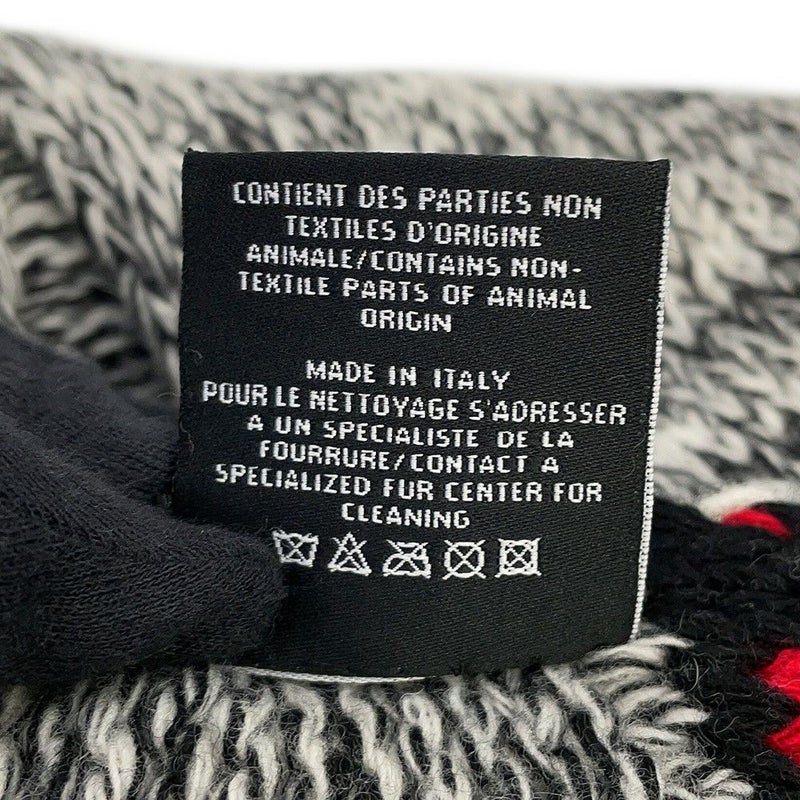 CONTIENT DES PARTIES NON
TEXTILES D'ORIGINE
ANIMALE/CONTAINS NON-
TEXTILE PARTS OF ANIMAL
ORIGIN
MADE IN ITALY
POUR LE NETTOYAGE S'ADRESSER
A UN SPECIALISTE DE LA
FOURRURE/CONTACT A
SPECIALIZED FUR CENTER FOR
CLEANING